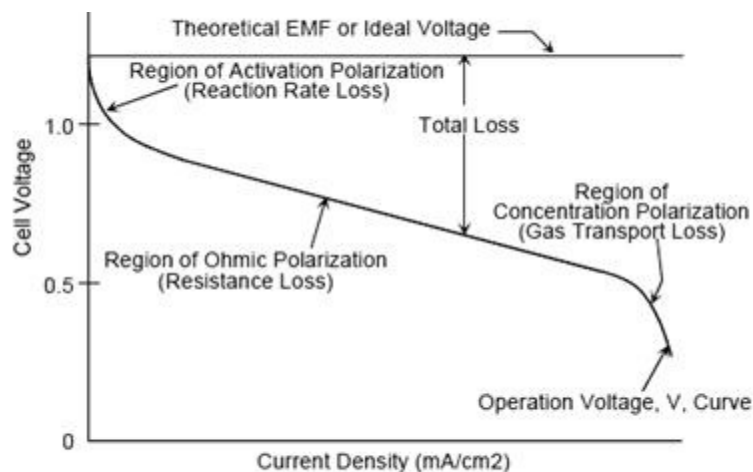 Theoretical EMF or Ideal Voltage
Region of Activation Polarization
(Reaction Rate Loss)
Total Loss
1.0
Cell Voltage
Region of
Concentration Polarization
(Gas Transport Loss)
Region of Ohmic Polarization
(Resistance Loss)
0.5
Operation Voltage, V, Curve
0
Current Density (mA/cm2)